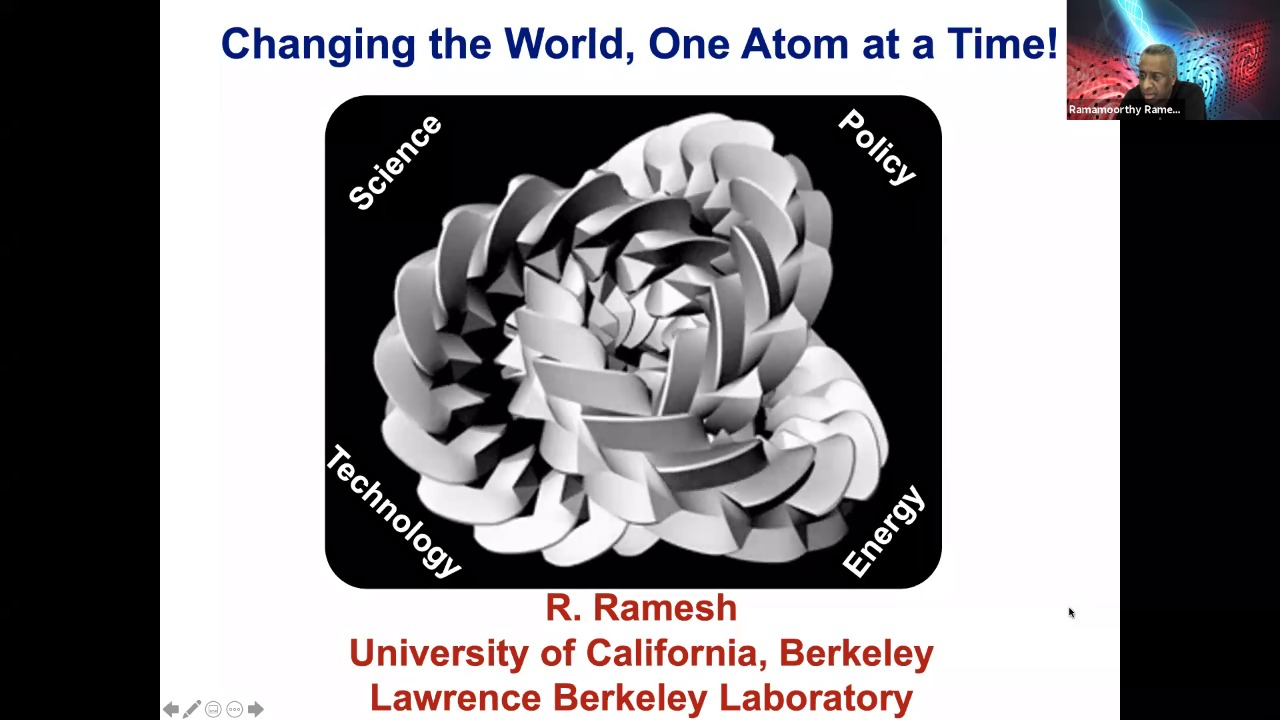 Changing the World, One Atom at a Time!
Ramamoorthy Rame...
Science
Policy
Technology
Energy
R. Ramesh
University of California, Berkeley
Lawrence Berkeley Laboratory